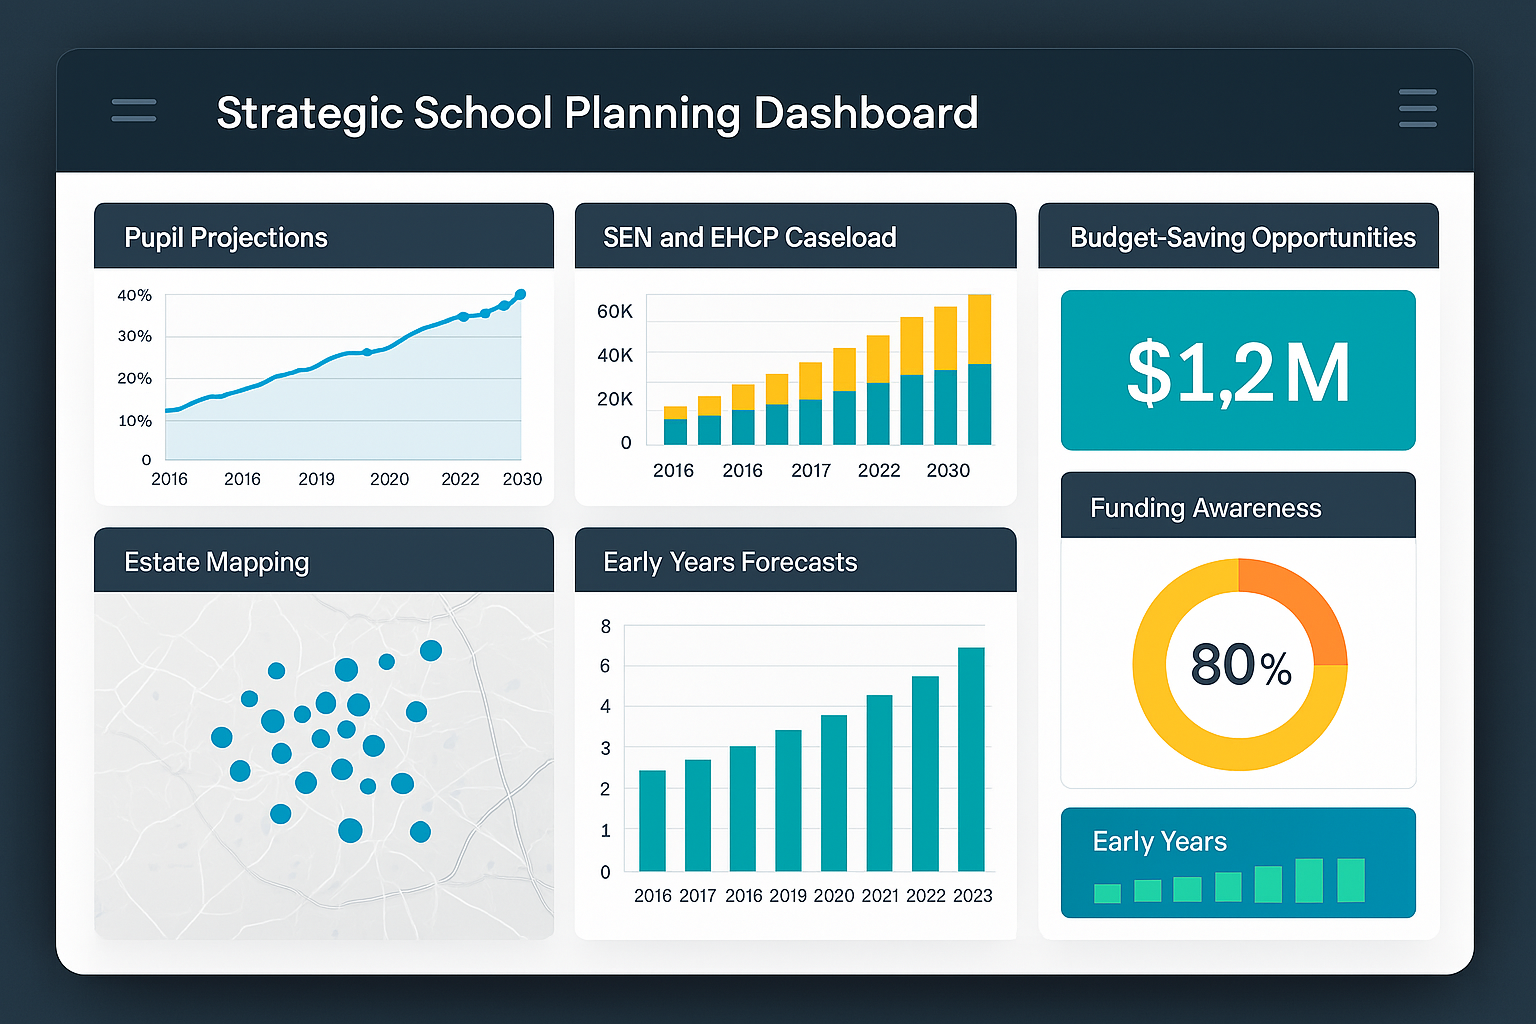 Strategic School Planning Dashboard
Pupil Projections
40%
30%
20%
10%
0
2016 2016 2019 2020 2022 2030
SEN and EHCP Caseload
60K
40K
20K
0
2016 2016 2017 2022 2030
Budget-Saving Opportunities
$1,2 M
Funding Awareness
80%
Estate Mapping
Early Years Forecasts
8
6
4
3
2
1
0
2016 2017 2016 2019 2020 2021 2022 2023
Early Years